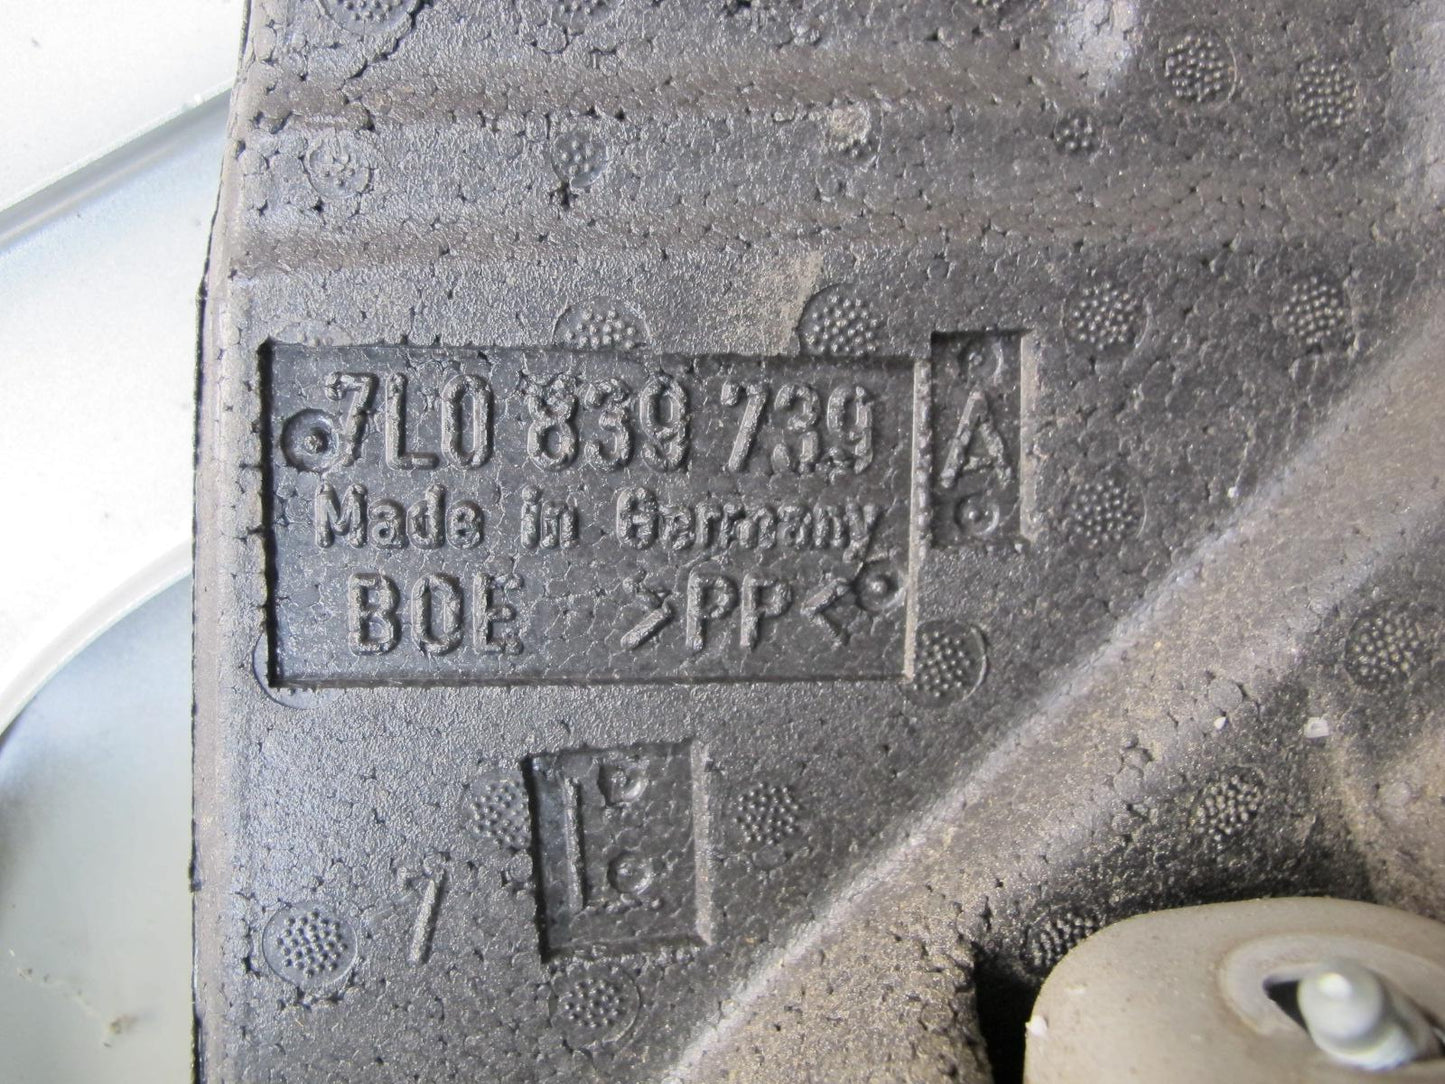 7L0 839 739 A
Made in Germany
BOE >PP<
7 L